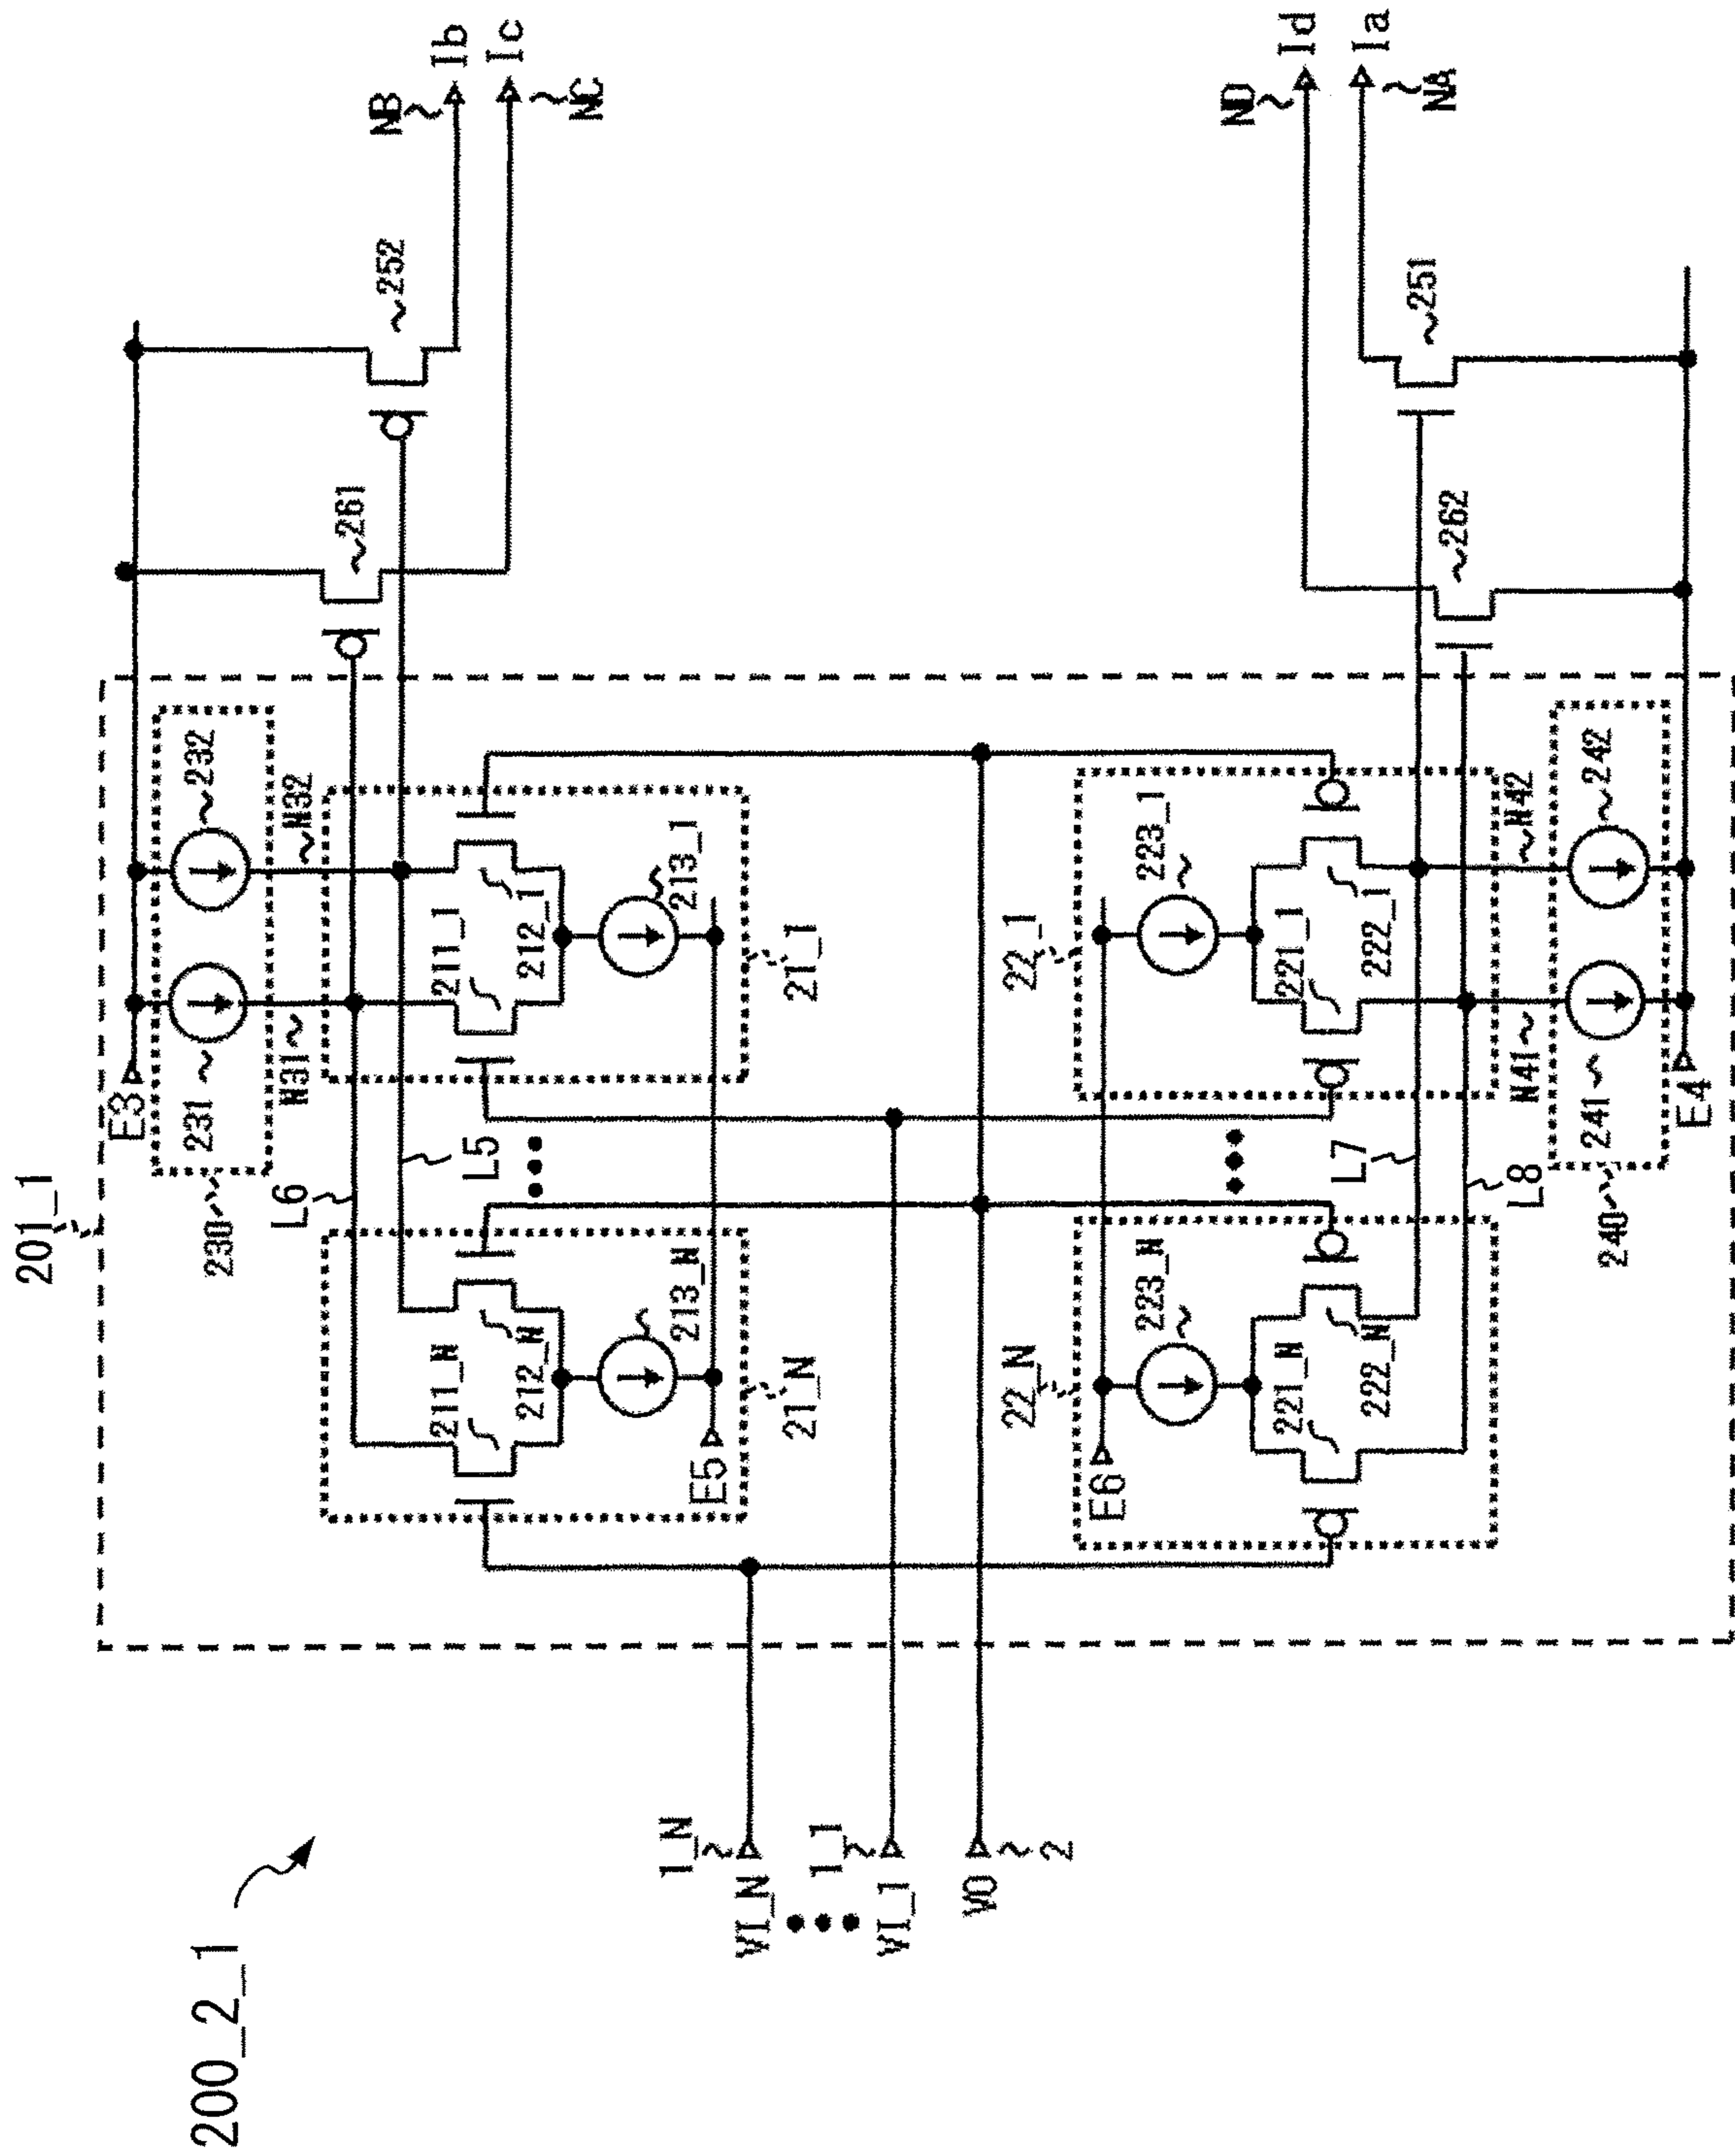 200_2_1
201_1
E3
230
231
232
N31
N32
L6
L5
261
252
NB
Ib
NC
Ic
211_N
212_N
213_N
21_N
E5
211_1
212_1
213_1
21_1
VI_N
1_N
VI_1
1_1
VO
2
22_N
E6
223_N
221_N
222_N
22_1
223_1
221_1
222_1
L7
L8
N41
N42
240
241
242
E4
262
251
ND
Id
NA
Ia